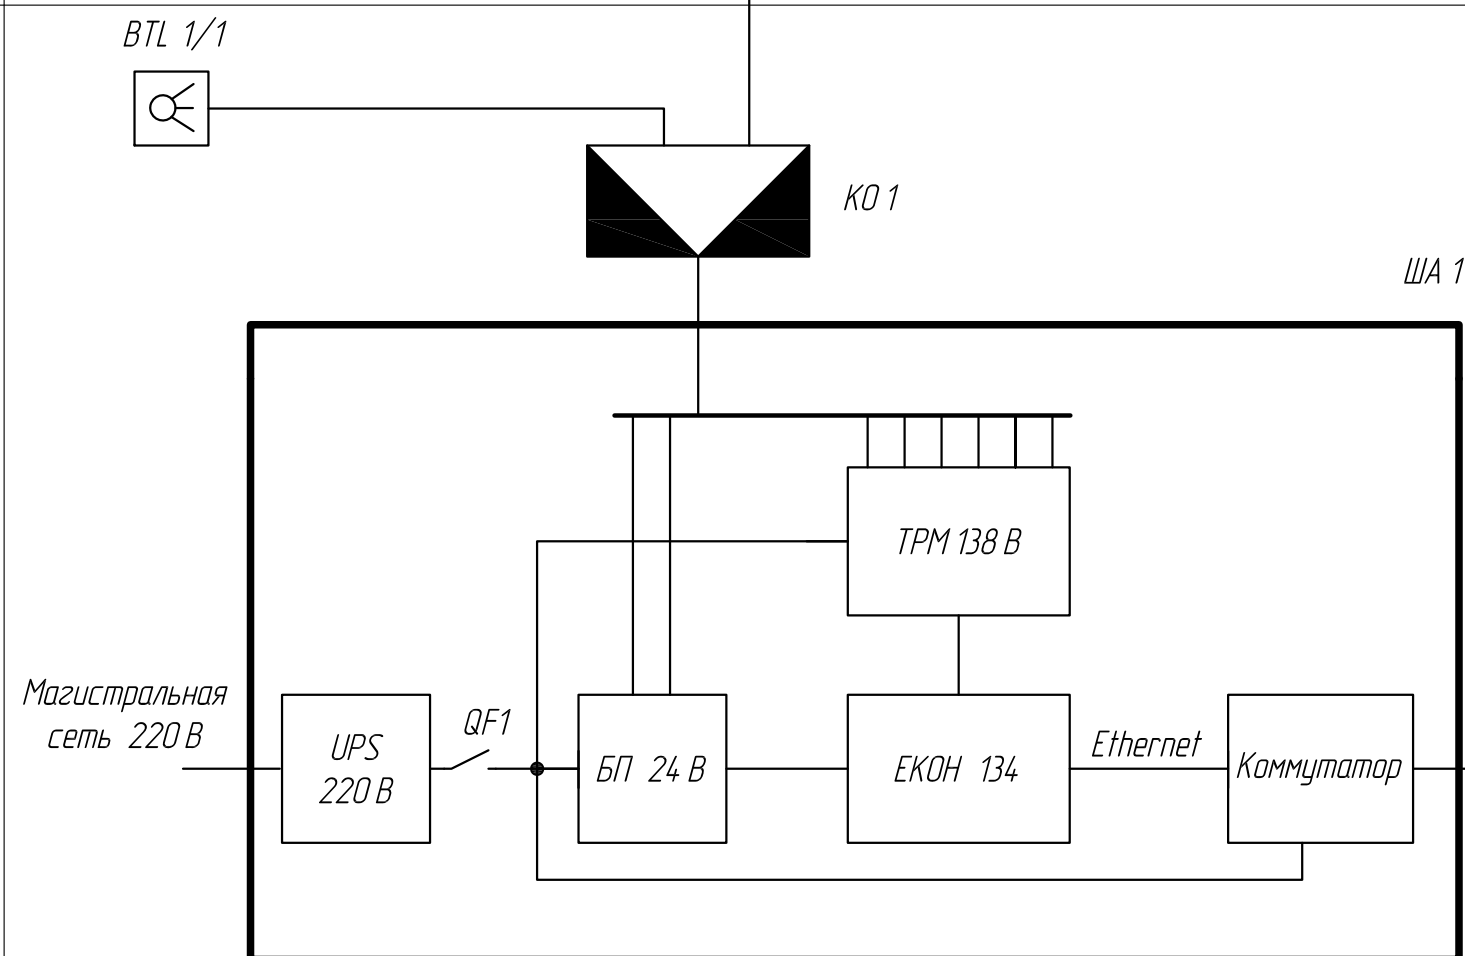 BTL 1/1
КО 1
ША 1
ТРМ 138 В
Магистральная
сеть 220 В
UPS
220 В
QF1
БП 24 В
ЕКОН 134
Ethernet
Коммутатор